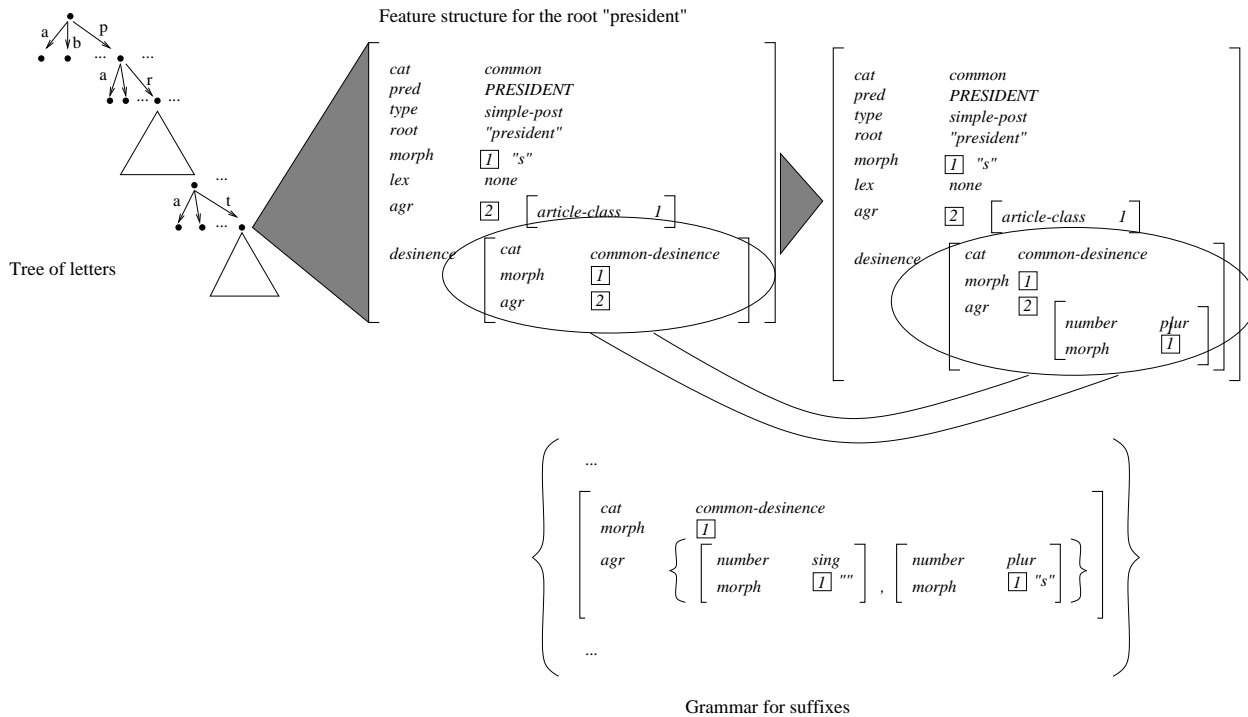 Feature structure for the root "president"
a b p
... ...
a r
... ...
...
a t
...
Tree of letters
cat common
pred PRESIDENT
type simple-post
root "president"
morph 1 "s"
lex none
agr 2 article-class 1
desinence cat common-desinence
morph 1
agr 2
cat common
pred PRESIDENT
type simple-post
root "president"
morph 1 "s"
lex none
agr 2 article-class 1
desinence cat common-desinence
morph 1
agr 2
number plur
morph 1
...
cat common-desinence
morph 1
agr number sing , number plur
morph 1 "" morph 1 "s"
...
Grammar for suffixes